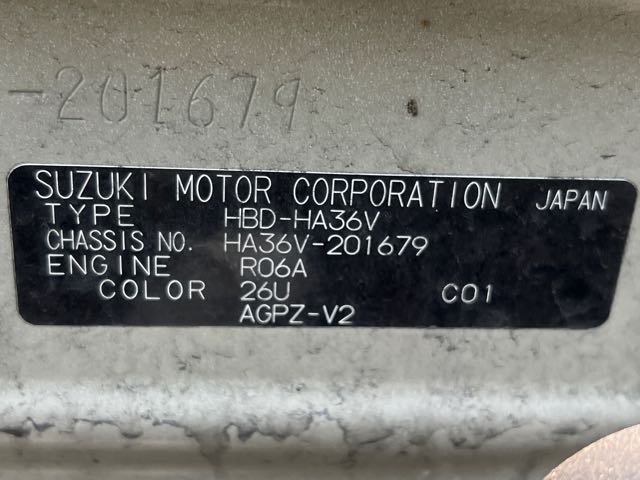 -201679
SUZUKI MOTOR CORPORATION JAPAN
TYPE HBD-HA36V
CHASSIS NO. HA36V-201679
ENGINE R06A
COLOR 26U C01
AGPZ-V2